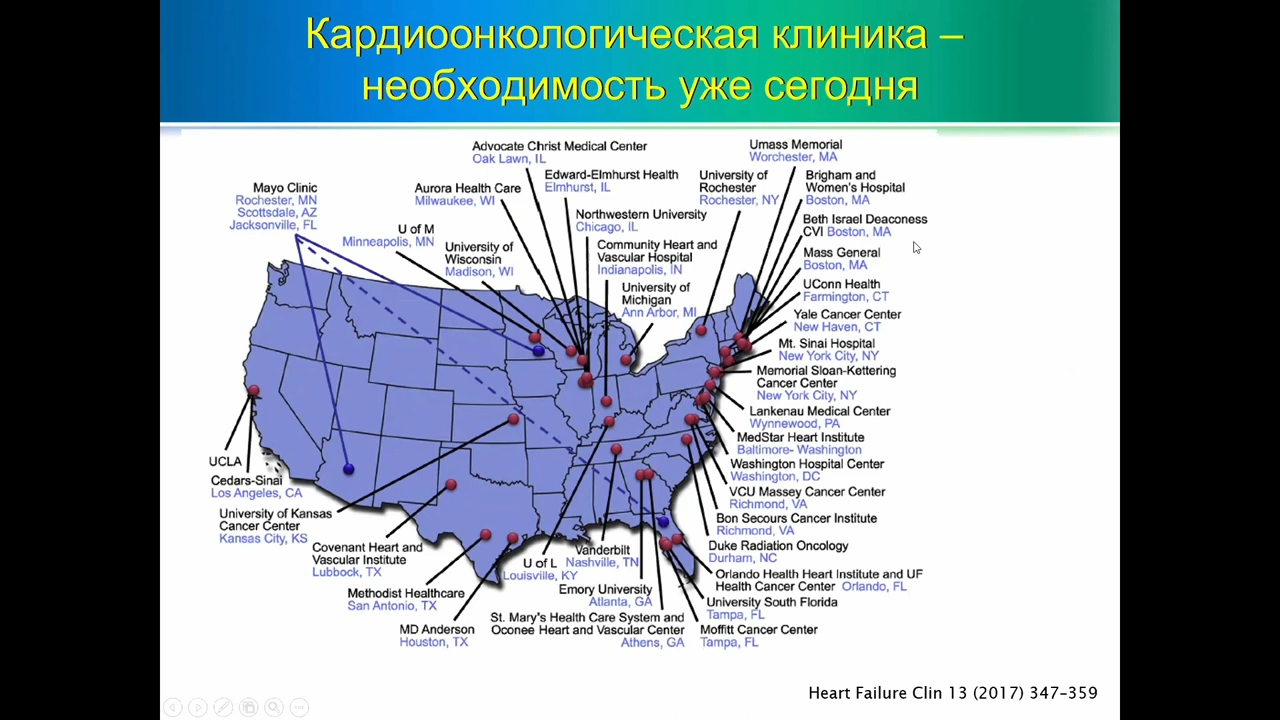 Кардиоонкологическая клиника –
необходимость уже сегодня
Advocate Christ Medical Center
Oak Lawn, IL
Umass Memorial
Worchester, MA
Mayo Clinic
Rochester, MN
Scottsdale, AZ
Jacksonville, FL
Aurora Health Care
Milwaukee, WI
Edward-Elmhurst Health
Elmhurst, IL
University of
Rochester
Rochester, NY
Brigham and
Women's Hospital
Boston, MA
U of M
Minneapolis, MN
University of
Wisconsin
Madison, WI
Northwestern University
Chicago, IL
Community Heart and
Vascular Hospital
Indianapolis, IN
University of
Michigan
Ann Arbor, MI
Beth Israel Deaconess
CVI Boston, MA
Mass General
Boston, MA
UConn Health
Farmington, CT
Yale Cancer Center
New Haven, CT
Mt. Sinai Hospital
New York City, NY
Memorial Sloan-Kettering
Cancer Center
New York City, NY
Lankenau Medical Center
Wynnewood, PA
MedStar Heart Institute
Baltimore- Washington
Washington Hospital Center
Washington, DC
VCU Massey Cancer Center
Richmond, VA
Bon Secours Cancer Institute
Richmond, VA
Duke Radiation Oncology
Durham, NC
Orlando Health Heart Institute and UF
Health Cancer Center Orlando, FL
University South Florida
Tampa, FL
Moffitt Cancer Center
Tampa, FL
UCLA
Cedars-Sinai
Los Angeles, CA
University of Kansas
Cancer Center
Kansas City, KS
Covenant Heart and
Vascular Institute
Lubbock, TX
Methodist Healthcare
San Antonio, TX
MD Anderson
Houston, TX
U of L
Louisville, KY
Vanderbilt
Nashville, TN
Emory University
Atlanta, GA
St. Mary's Health Care System and
Oconee Heart and Vascular Center
Athens, GA
Heart Failure Clin 13 (2017) 347–359